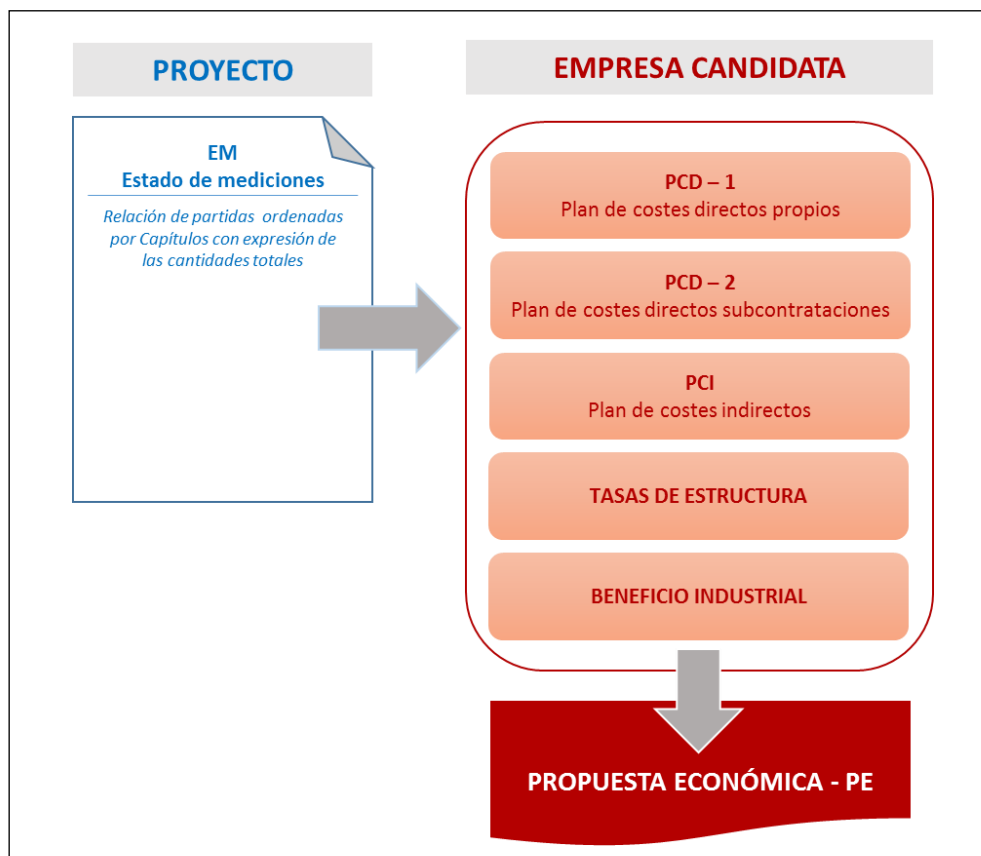 PROYECTO
EM
Estado de mediciones
Relación de partidas ordenadas
por Capítulos con expresión de
las cantidades totales
EMPRESA CANDIDATA
PCD – 1
Plan de costes directos propios
PCD – 2
Plan de costes directos subcontrataciones
PCI
Plan de costes indirectos
TASAS DE ESTRUCTURA
BENEFICIO INDUSTRIAL
PROPUESTA ECONÓMICA - PE